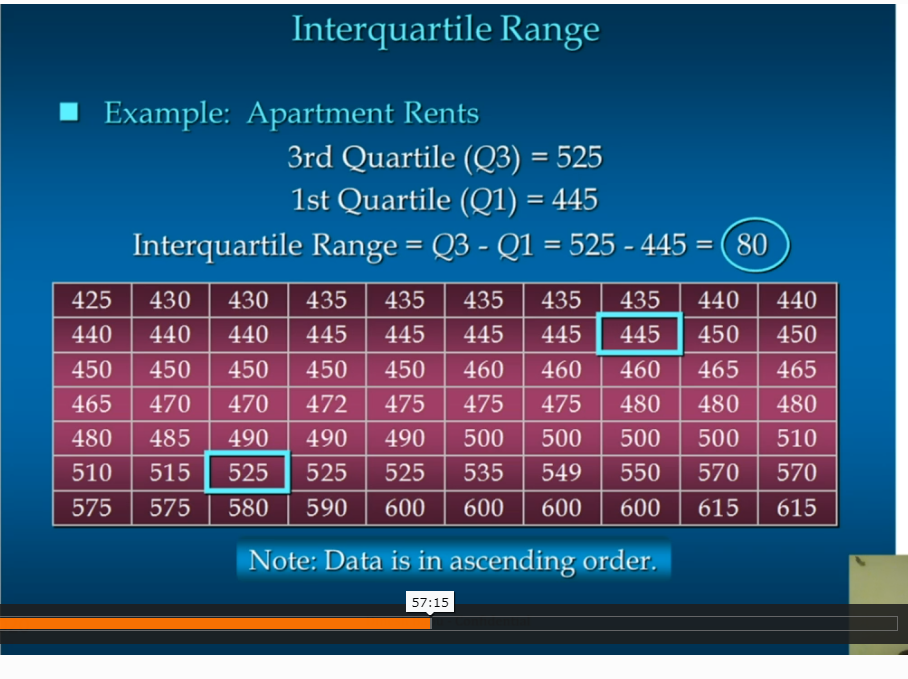 Interquartile Range
Example: Apartment Rents
3rd Quartile (Q3) = 525
1st Quartile (Q1) = 445
Interquartile Range = Q3 - Q1 = 525 - 445 = 80
425 430 430 435 435 435 435 435 440 440
440 440 440 445 445 445 445 445 450 450
450 450 450 450 450 460 460 460 465 465
465 470 470 472 475 475 475 480 480 480
480 485 490 490 490 500 500 500 500 510
510 515 525 525 525 535 549 550 570 570
575 575 580 590 600 600 600 600 615 615
Note: Data is in ascending order.
57:15